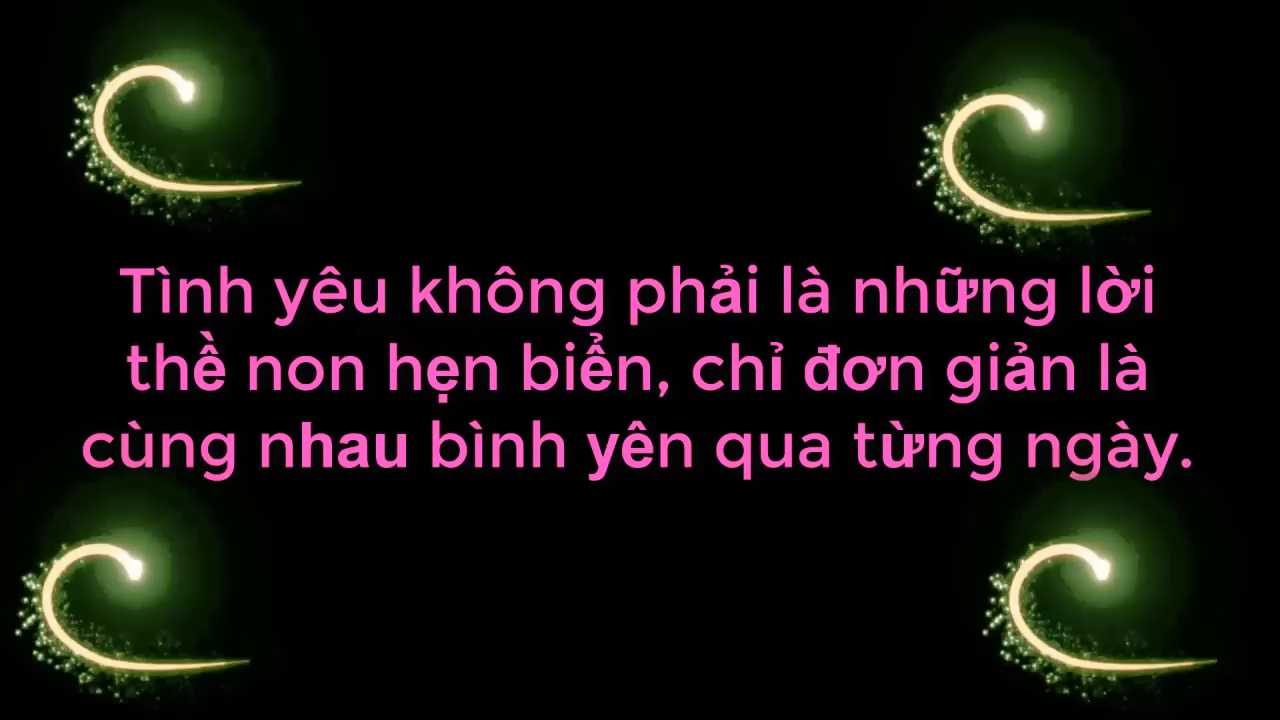 Tình yêu không phải là những lời
thề non hẹn biển, chỉ đơn giản là
cùng nhau bình yên qua từng ngày.